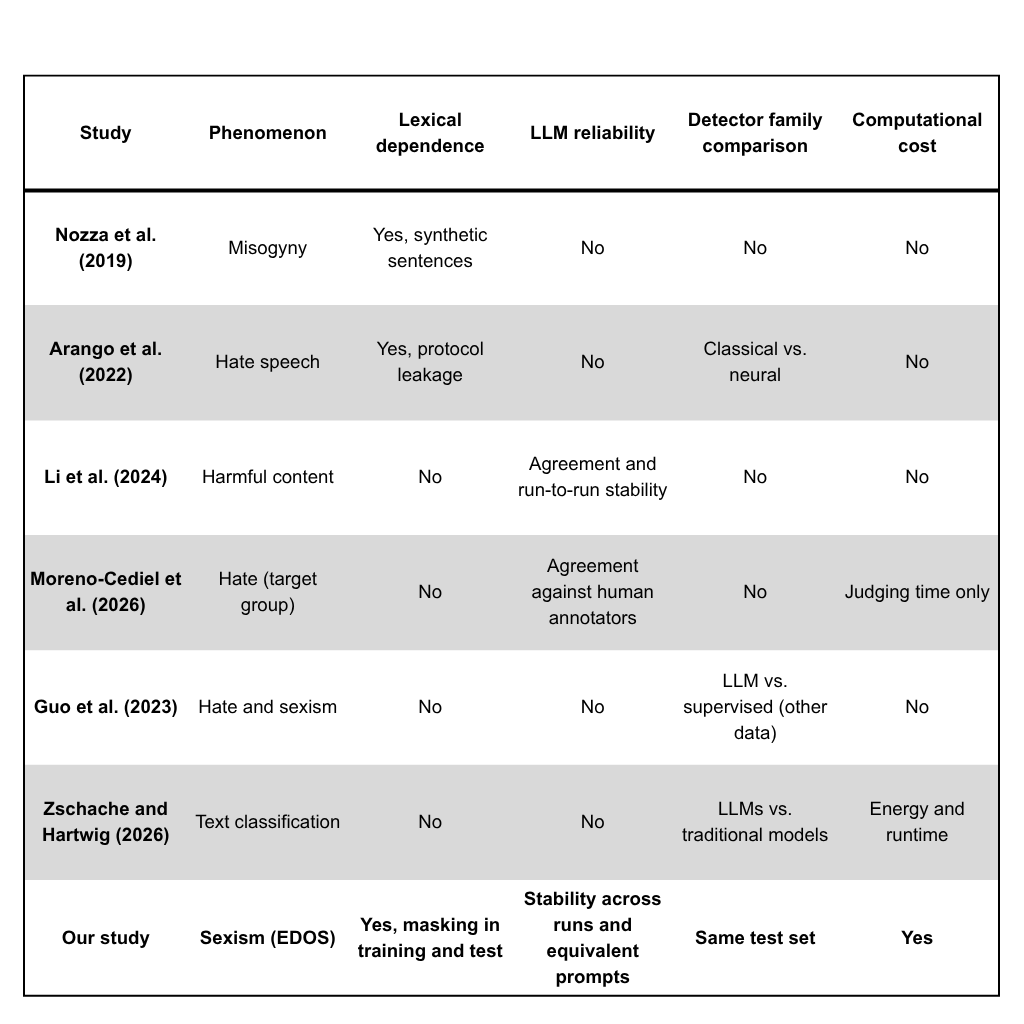 Study
Phenomenon
Lexical
dependence
LLM reliability
Detector family
comparison
Computational
cost
Nozza et al.
(2019)
Misogyny
Yes, synthetic
sentences
No
No
No
Arango et al.
(2022)
Hate speech
Yes, protocol
leakage
No
Classical vs.
neural
No
Li et al. (2024)
Harmful content
No
Agreement and
run-to-run stability
No
No
Moreno-Cediel et
al. (2026)
Hate (target
group)
No
Agreement
against human
annotators
No
Judging time only
Guo et al. (2023)
Hate and sexism
No
No
LLM vs.
supervised (other
data)
No
Zschache and
Hartwig (2026)
Text classification
No
No
LLMs vs.
traditional models
Energy and
runtime
Our study
Sexism (EDOS)
Yes, masking in
training and test
Stability across
runs and
equivalent
prompts
Same test set
Yes